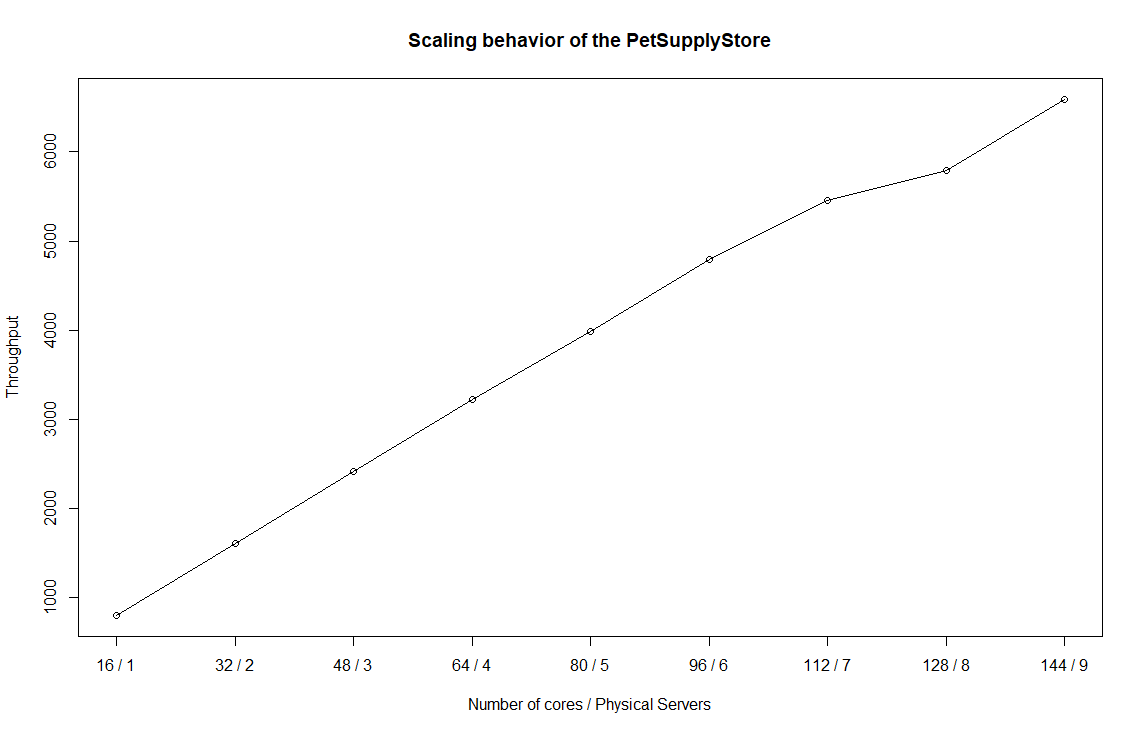 Scaling behavior of the PetSupplyStore
Throughput
6000
5000
4000
3000
2000
1000
16 / 1 32 / 2 48 / 3 64 / 4 80 / 5 96 / 6 112 / 7 128 / 8 144 / 9
Number of cores / Physical Servers